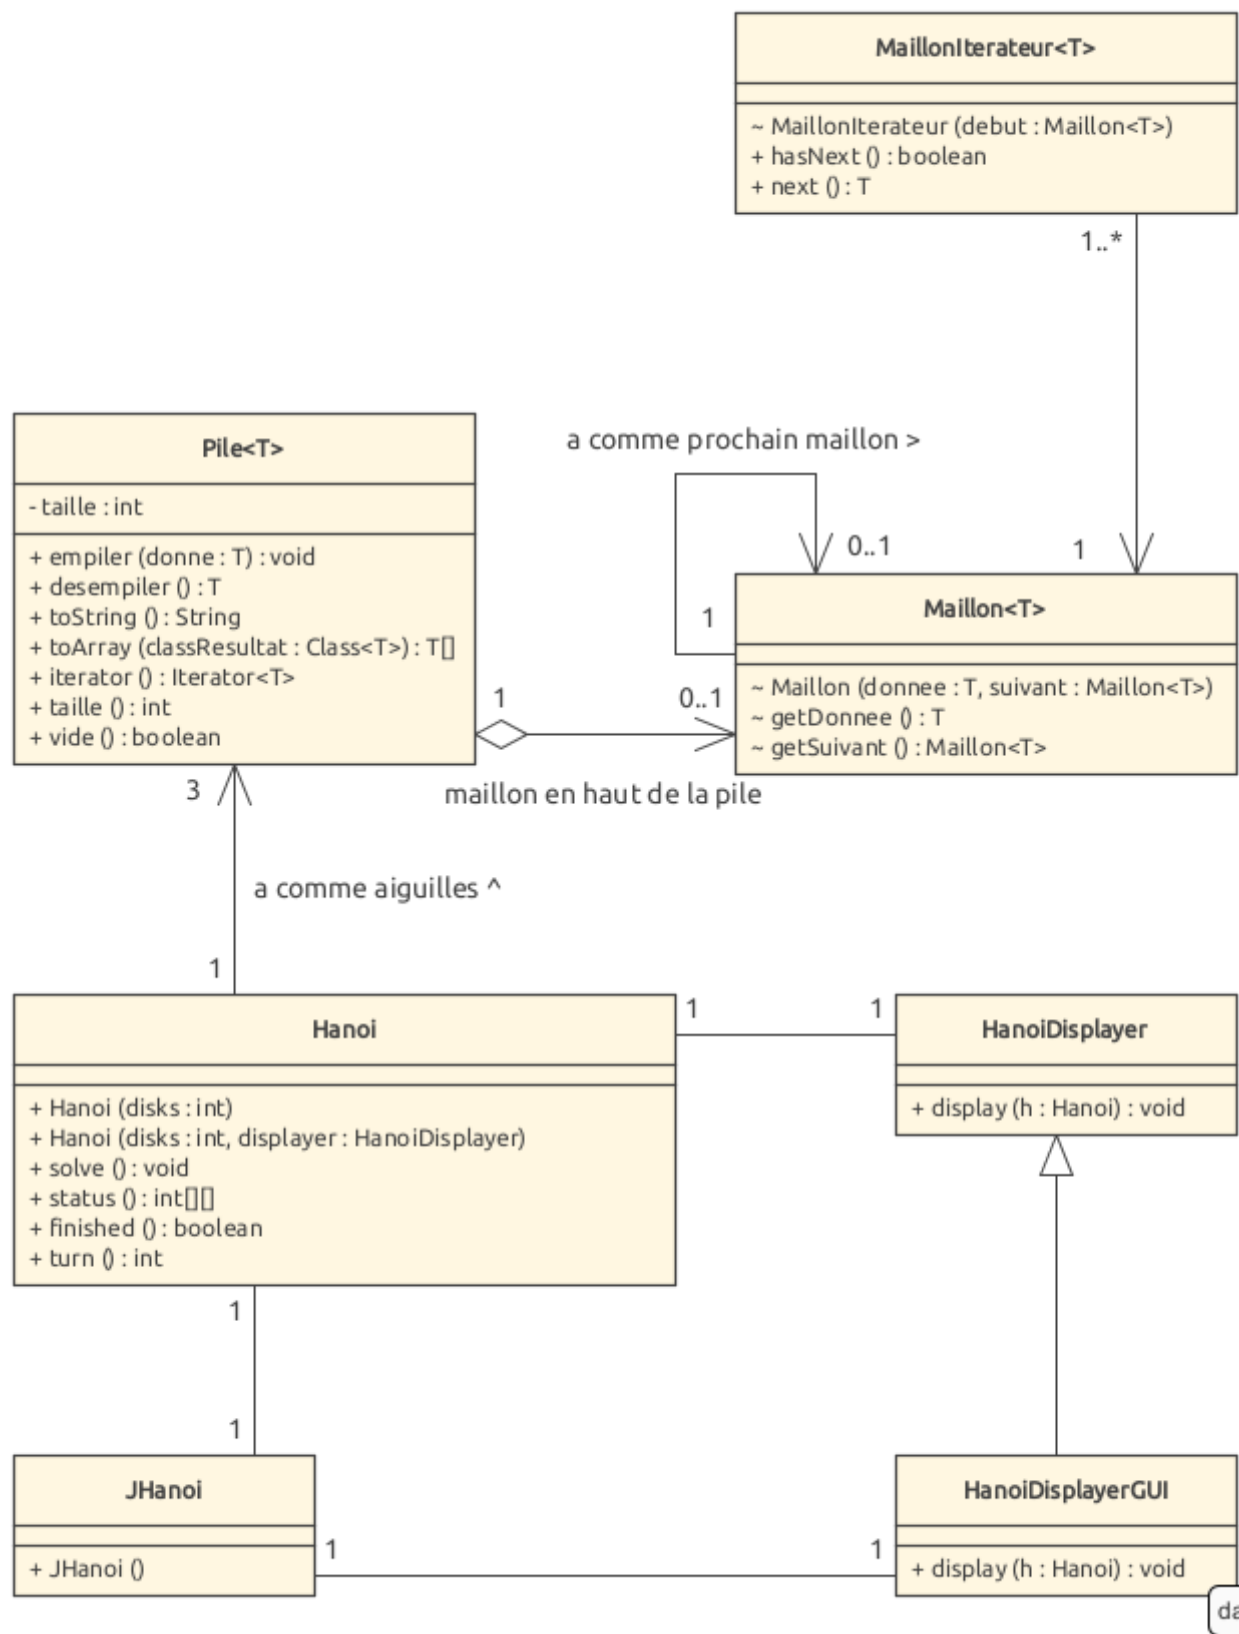 MaillonIterateur<T>
~ MaillonIterateur (debut : Maillon<T>)
+ hasNext () : boolean
+ next () : T
1..*
1
Pile<T>
- taille : int
+ empiler (donne : T) : void
+ desempiler () : T
+ toString () : String
+ toArray (classResultat : Class<T>) : T[]
+ iterator () : Iterator<T>
+ taille () : int
+ vide () : boolean
a comme prochain maillon >
0..1
1
Maillon<T>
~ Maillon (donnee : T, suivant : Maillon<T>)
~ getDonnee () : T
~ getSuivant () : Maillon<T>
1
0..1
maillon en haut de la pile
3
a comme aiguilles ^
1
Hanoi
+ Hanoi (disks : int)
+ Hanoi (disks : int, displayer : HanoiDisplayer)
+ solve () : void
+ status () : int[][]
+ finished () : boolean
+ turn () : int
1
1
HanoiDisplayer
+ display (h : Hanoi) : void
1
1
JHanoi
+ JHanoi ()
1
1
HanoiDisplayerGUI
+ display (h : Hanoi) : void